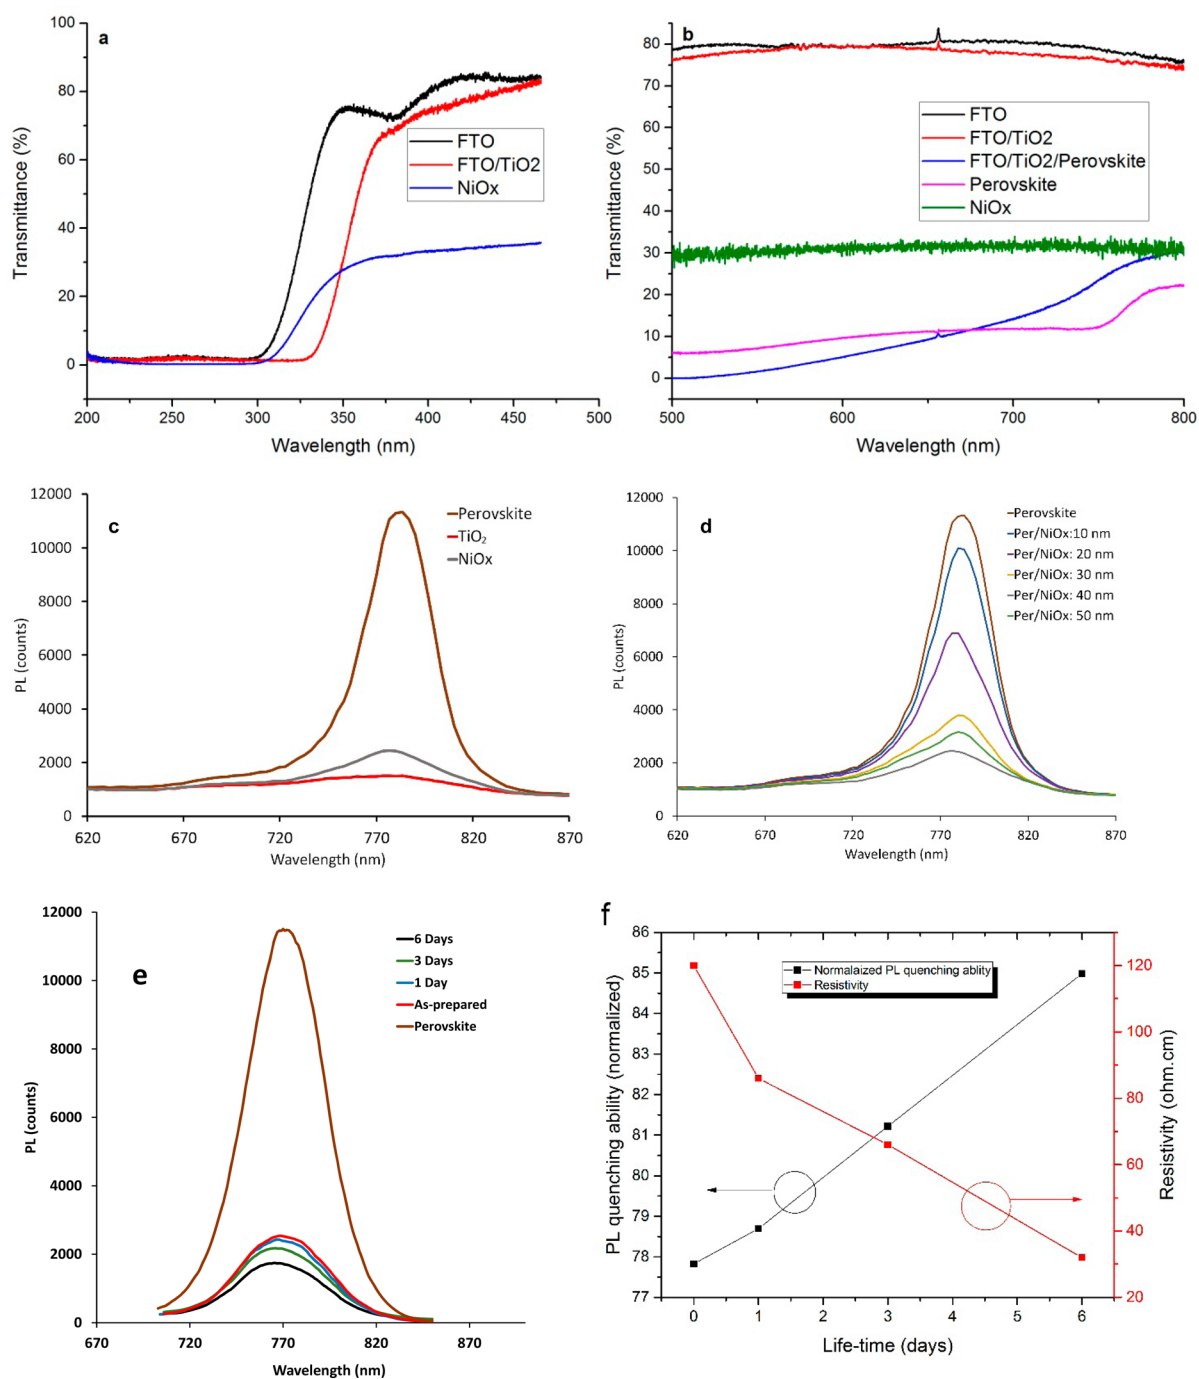 a
100
80
60
40
20
0
Transmittance (%)
FTO
FTO/TiO2
NiOx
200
250
300
350
400
450
500
Wavelength (nm)
b
80
70
60
50
40
30
20
10
0
Transmittance (%)
FTO
FTO/TiO2
FTO/TiO2/Perovskite
Perovskite
NiOx
500
600
700
800
Wavelength (nm)
c
12000
10000
8000
6000
4000
2000
0
PL (counts)
Perovskite
TiO₂
NiOx
620
670
720
770
820
870
Wavelength (nm)
d
12000
10000
8000
6000
4000
2000
0
PL (counts)
Perovskite
Per/NiOx:10 nm
Per/NiOx: 20 nm
Per/NiOx: 30 nm
Per/NiOx: 40 nm
Per/NiOx: 50 nm
620
670
720
770
820
870
Wavelength (nm)
e
12000
10000
8000
6000
4000
2000
0
PL (counts)
6 Days
3 Days
1 Day
As-prepared
Perovskite
670
720
770
820
Wavelength (nm)
f
86
85
84
83
82
81
80
79
78
77
PL quenching ability (normalized)
Normalaized PL quenching ablity
Resistivity
120
100
80
60
40
20
Resistivity (ohm.cm)
0
1
2
3
4
5
6
Life-time (days)